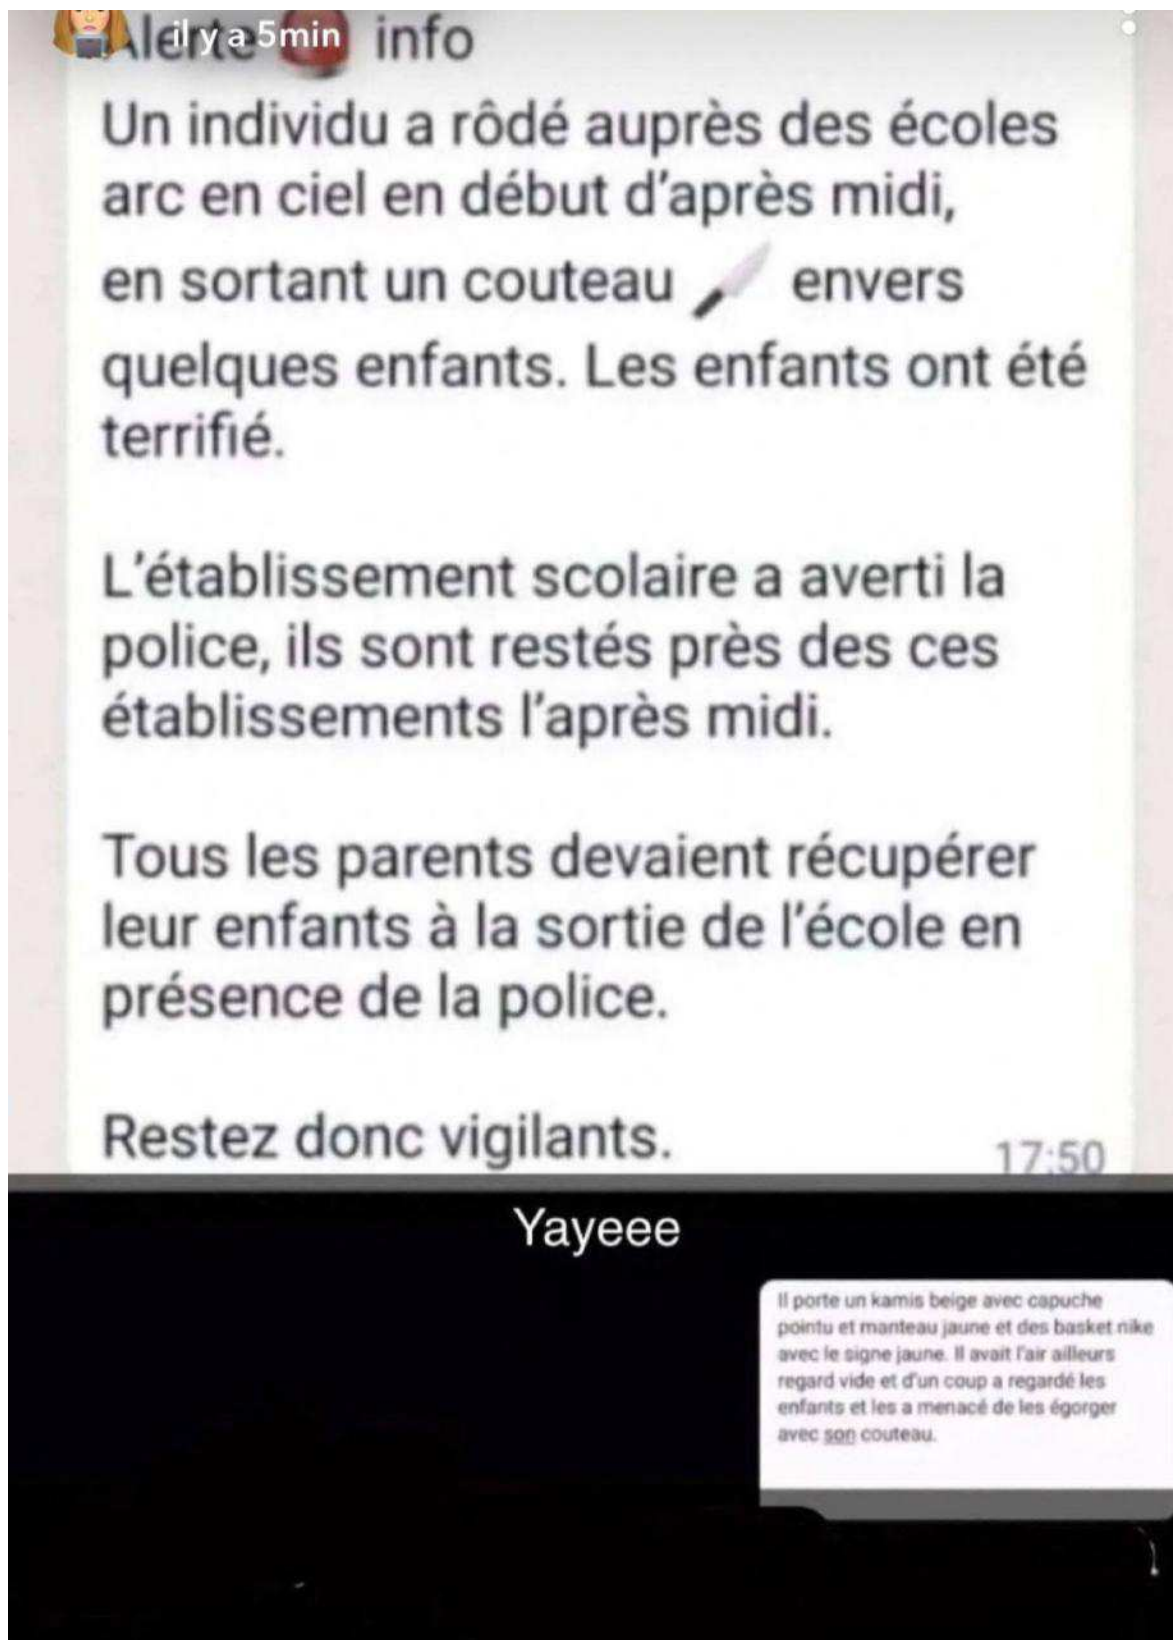 Alerte info
il y a 5min
Un individu a rôdé auprès des écoles
arc en ciel en début d'après midi,
en sortant un couteau 🔪 envers
quelques enfants. Les enfants ont été
terrifié.
L'établissement scolaire a averti la
police, ils sont restés près des ces
établissements l'après midi.
Tous les parents devaient récupérer
leur enfants à la sortie de l'école en
présence de la police.
Restez donc vigilants.
17:50
Yayeee
Il porte un kamis beige avec capuche
pointu et manteau jaune et des basket nike
avec le signe jaune. Il avait l'air ailleurs
regard vide et d'un coup a regardé les
enfants et les a menacé de les égorger
avec son couteau.